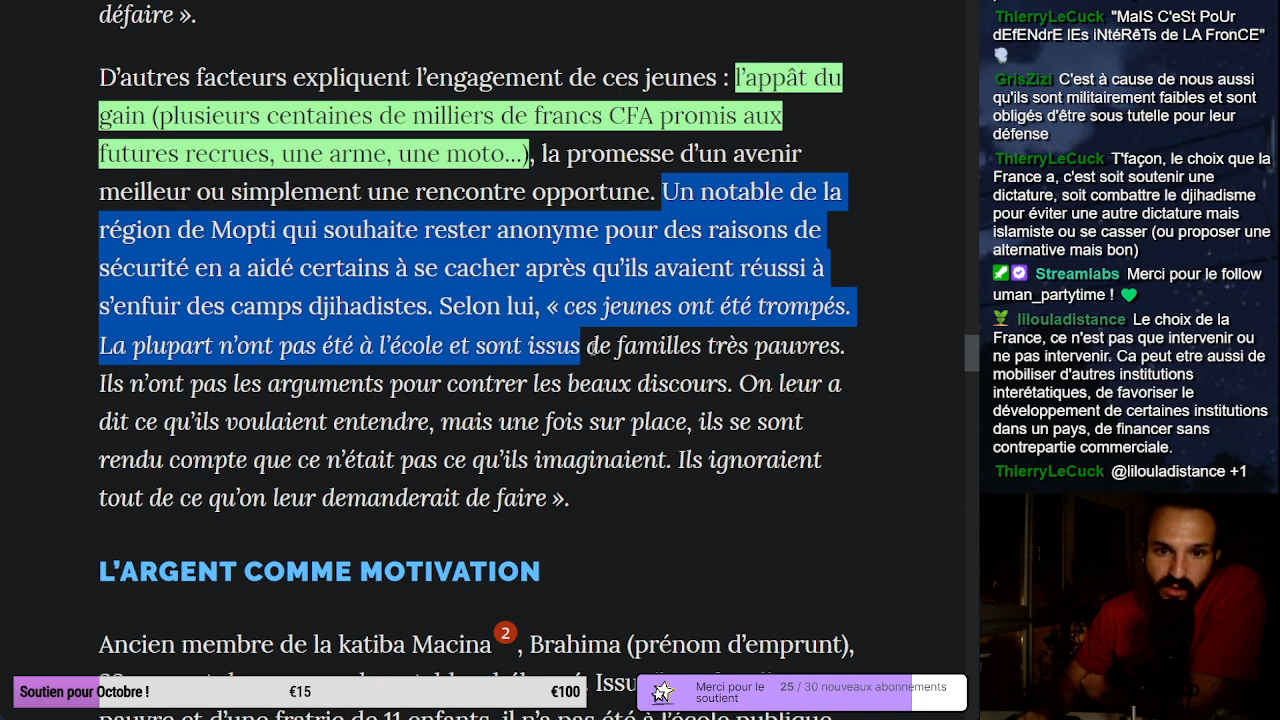 défaire ».
D'autres facteurs expliquent l'engagement de ces jeunes : l'appât du
gain (plusieurs centaines de milliers de francs CFA promis aux
futures recrues, une arme, une moto...), la promesse d'un avenir
meilleur ou simplement une rencontre opportune. Un notable de la
région de Mopti qui souhaite rester anonyme pour des raisons de
sécurité en a aidé certains à se cacher après qu'ils avaient réussi à
s'enfuir des camps djihadistes. Selon lui, « ces jeunes ont été trompés.
La plupart n'ont pas été à l'école et sont issus de familles très pauvres.
Ils n'ont pas les arguments pour contrer les beaux discours. On leur a
dit ce qu'ils voulaient entendre, mais une fois sur place, ils se sont
rendu compte que ce n'était pas ce qu'ils imaginaient. Ils ignoraient
tout de ce qu'on leur demanderait de faire ».
L'ARGENT COMME MOTIVATION
Ancien membre de la katiba Macina 2, Brahima (prénom d'emprunt),
Issu
pauvre et d'une fratrie de 11 enfants, il n'a pas été à l'école publique
Soutien pour Octobre ! €15 €100
Merci pour le soutien
25 / 30 nouveaux abonnements
ThierryLeCuck "MaIS C'eSt PoUr
dEfENdrE lEs iNtéRêTs de LA FronCE"
GrisZizi C'est à cause de nous aussi
qu'ils sont militairement faibles et sont
obligés d'être sous tutelle pour leur
défense
ThierryLeCuck T'façon, le choix que la
France a, c'est soit soutenir une
dictature, soit combattre le djihadisme
pour éviter une autre dictature mais
islamiste ou se casser (ou proposer une
alternative mais bon)
Streamlabs Merci pour le follow
uman_partytime !
lilouladistance Le choix de la
France, ce n'est pas que intervenir ou
ne pas intervenir. Ca peut etre aussi de
mobiliser d'autres institutions
interétatiques, de favoriser le
développement de certaines institutions
dans un pays, de financer sans
contrepartie commerciale.
ThierryLeCuck @lilouladistance +1